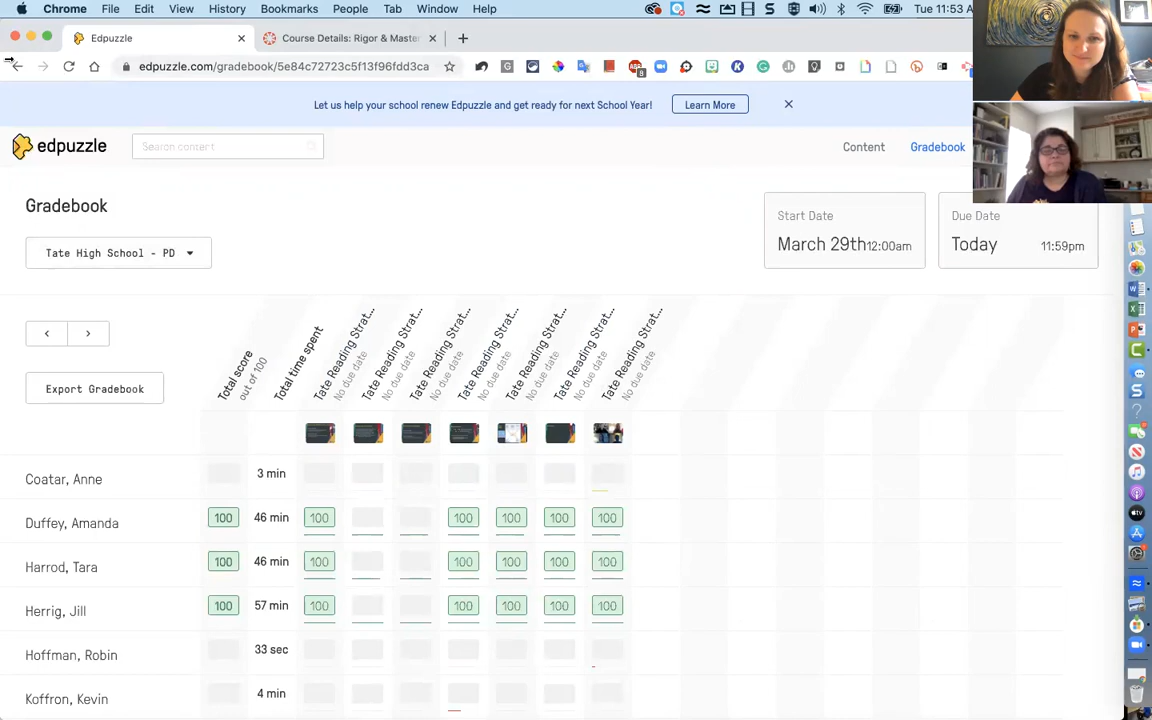 Chrome File Edit View History Bookmarks People Tab Window Help Tue 11:53 A
Edpuzzle
Course Details: Rigor & Master
edpuzzle.com/gradebook/5e84c72723c5f13f96fdd3ca
Let us help your school renew Edpuzzle and get ready for next School Year! Learn More
edpuzzle
Search content
Content
Gradebook
Gradebook
Tate High School - PD
Start Date
March 29th 12:00am
Due Date
Today 11:59pm
Export Gradebook
Total score
out of 100
Total time spent
Tate Reading Strat...
No due date
Tate Reading Strat...
No due date
Tate Reading Strat...
No due date
Tate Reading Strat...
No due date
Tate Reading Strat...
No due date
Tate Reading Strat...
No due date
Tate Reading Strat...
No due date
Coatar, Anne 3 min
Duffey, Amanda 100 46 min 100 100 100 100 100
Harrod, Tara 100 46 min 100 100 100 100 100
Herrig, Jill 100 57 min 100 100 100 100 100
Hoffman, Robin 33 sec
Koffron, Kevin 4 min